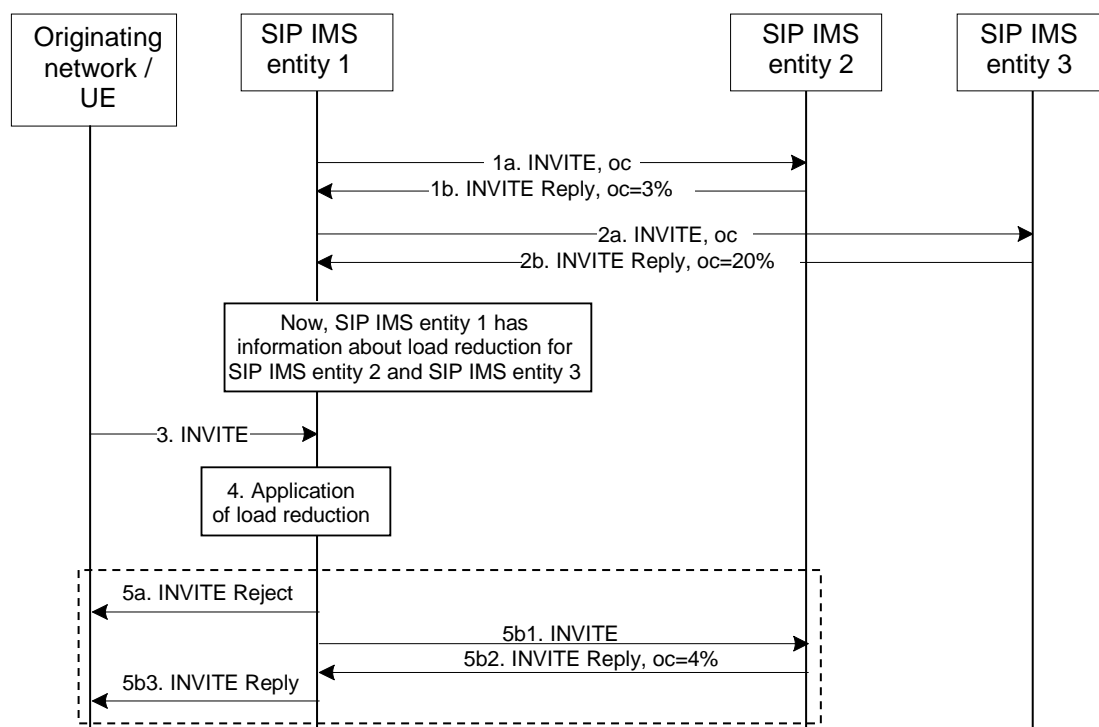 Originating
network /
UE
SIP IMS
entity 1
SIP IMS
entity 2
SIP IMS
entity 3
1a. INVITE, oc
1b. INVITE Reply, oc=3%
2a. INVITE, oc
2b. INVITE Reply, oc=20%
Now, SIP IMS entity 1 has
information about load reduction for
SIP IMS entity 2 and SIP IMS entity 3
3. INVITE
4. Application
of load reduction
5a. INVITE Reject
5b1. INVITE
5b2. INVITE Reply, oc=4%
5b3. INVITE Reply